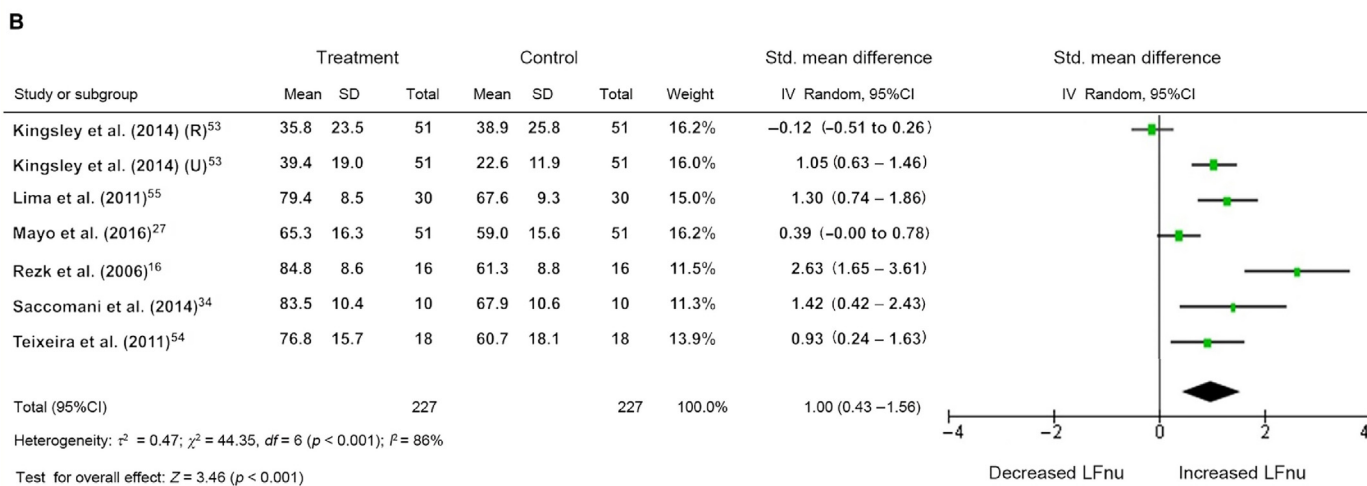 B
Treatment Control Std. mean difference Std. mean difference
Study or subgroup Mean SD Total Mean SD Total Weight IV Random, 95%CI IV Random, 95%CI
Kingsley et al. (2014) (R)53 35.8 23.5 51 38.9 25.8 51 16.2% −0.12 (−0.51 to 0.26)
Kingsley et al. (2014) (U)53 39.4 19.0 51 22.6 11.9 51 16.0% 1.05 (0.63 – 1.46)
Lima et al. (2011)55 79.4 8.5 30 67.6 9.3 30 15.0% 1.30 (0.74 – 1.86)
Mayo et al. (2016)27 65.3 16.3 51 59.0 15.6 51 16.2% 0.39 (−0.00 to 0.78)
Rezk et al. (2006)16 84.8 8.6 16 61.3 8.8 16 11.5% 2.63 (1.65 – 3.61)
Saccomani et al. (2014)34 83.5 10.4 10 67.9 10.6 10 11.3% 1.42 (0.42 – 2.43)
Teixeira et al. (2011)54 76.8 15.7 18 60.7 18.1 18 13.9% 0.93 (0.24 – 1.63)
Total (95%CI) 227 227 100.0% 1.00 (0.43 –1.56)
Heterogeneity: τ² = 0.47; χ² = 44.35, df = 6 (p < 0.001); I² = 86%
−4 −2 0 2 4
Test for overall effect: Z = 3.46 (p < 0.001)
Decreased LFnu Increased LFnu